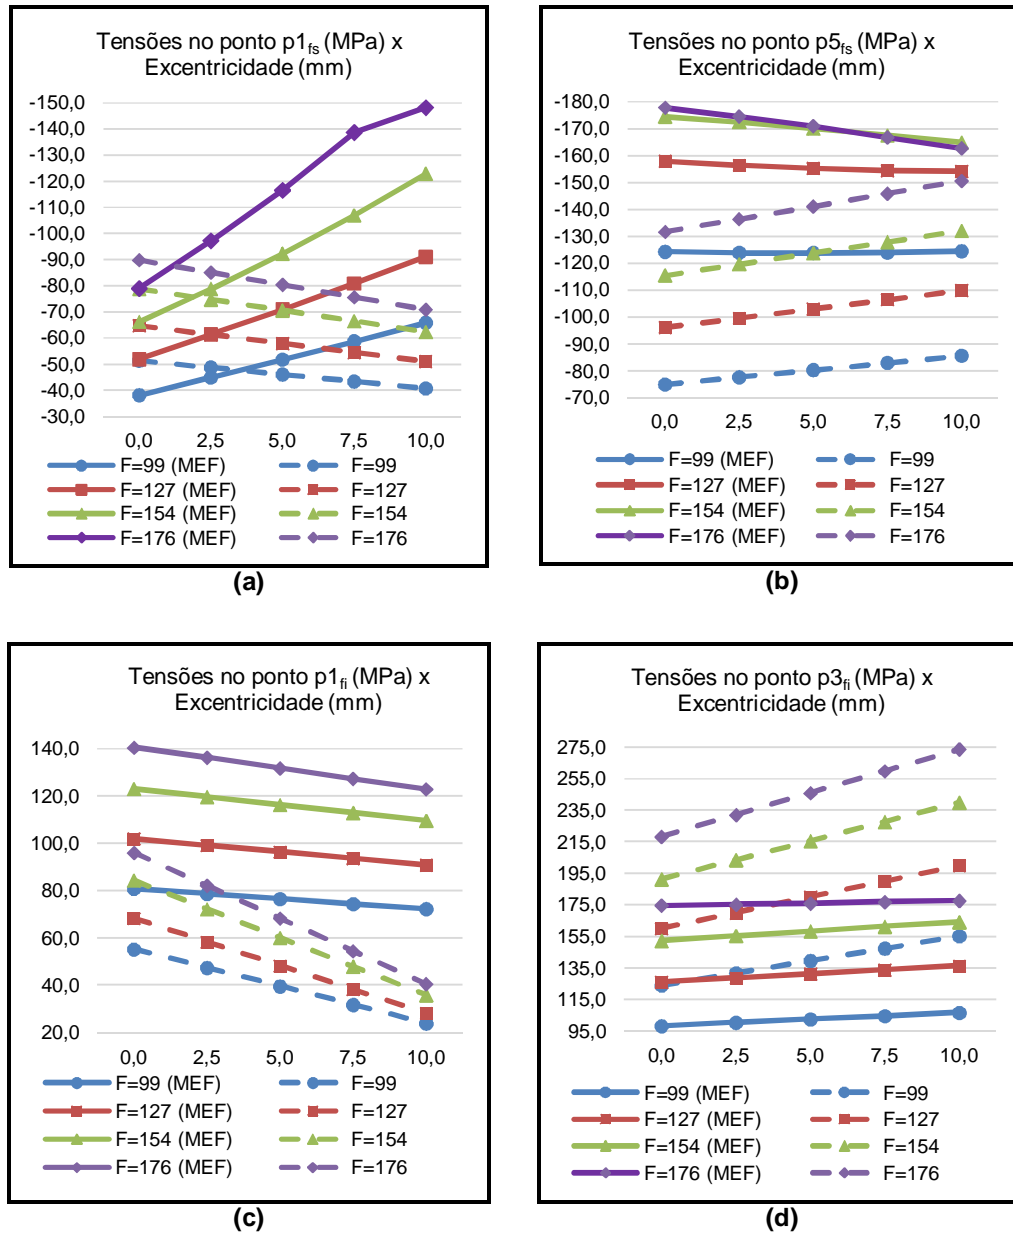 Tensões no ponto p1fs (MPa) x
Excentricidade (mm)
-150,0
-140,0
-130,0
-120,0
-110,0
-100,0
-90,0
-80,0
-70,0
-60,0
-50,0
-40,0
-30,0
0,0 2,5 5,0 7,5 10,0
F=99 (MEF) F=99
F=127 (MEF) F=127
F=154 (MEF) F=154
F=176 (MEF) F=176
(a)
Tensões no ponto p5fs (MPa) x
Excentricidade (mm)
-180,0
-170,0
-160,0
-150,0
-140,0
-130,0
-120,0
-110,0
-100,0
-90,0
-80,0
-70,0
0,0 2,5 5,0 7,5 10,0
F=99 (MEF) F=99
F=127 (MEF) F=127
F=154 (MEF) F=154
F=176 (MEF) F=176
(b)
Tensões no ponto p1fi (MPa) x
Excentricidade (mm)
140,0
120,0
100,0
80,0
60,0
40,0
20,0
0,0 2,5 5,0 7,5 10,0
F=99 (MEF) F=99
F=127 (MEF) F=127
F=154 (MEF) F=154
F=176 (MEF) F=176
(c)
Tensões no ponto p3fi (MPa) x
Excentricidade (mm)
275,0
255,0
235,0
215,0
195,0
175,0
155,0
135,0
115,0
95,0
0,0 2,5 5,0 7,5 10,0
F=99 (MEF) F=99
F=127 (MEF) F=127
F=154 (MEF) F=154
F=176 (MEF) F=176
(d)